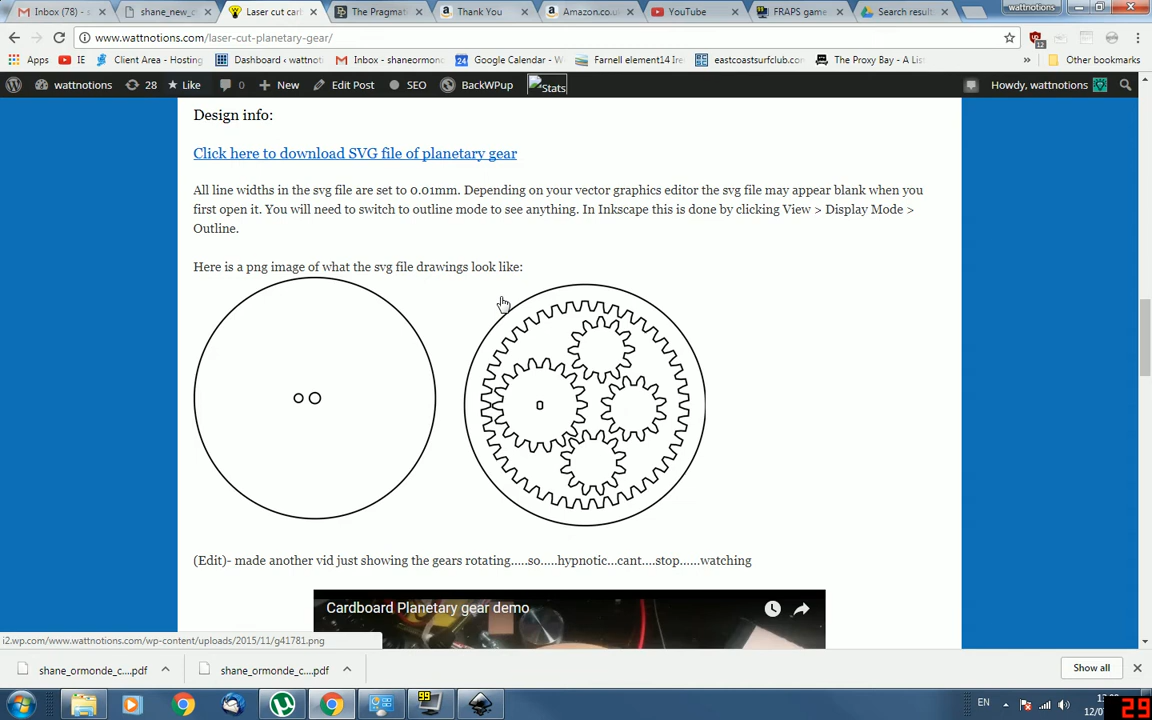 Inbox (78) - s
shane_new_c
Laser cut carb
The Pragmati
Thank You
Amazon.co.u
YouTube
FRAPS game
Search result
wattnotions
www.wattnotions.com/laser-cut-planetary-gear/
12
Apps
IE
Client Area - Hosting
Dashboard ‹ wattnoti
Inbox - shaneormon
24
Google Calendar - W
Farnell element14 Ire
eastcoastsurfclub.com
The Proxy Bay - A List
»
Other bookmarks
wattnotions
28
Like
New
Edit Post
SEO
BackWPup
Stats
Howdy, wattnotions
Design info:
Click here to download SVG file of planetary gear
All line widths in the svg file are set to 0.01mm. Depending on your vector graphics editor the svg file may appear blank when you
first open it. You will need to switch to outline mode to see anything. In Inkscape this is done by clicking View > Display Mode >
Outline.
Here is a png image of what the svg file drawings look like:
(Edit)- made another vid just showing the gears rotating.....so.....hypnotic...cant....stop......watching
Cardboard Planetary gear demo
i2.wp.com/www.wattnotions.com/wp-content/uploads/2015/11/g41781.png
shane_ormonde_c....pdf
shane_ormonde_c....pdf
Show all
99
EN
12/0
29